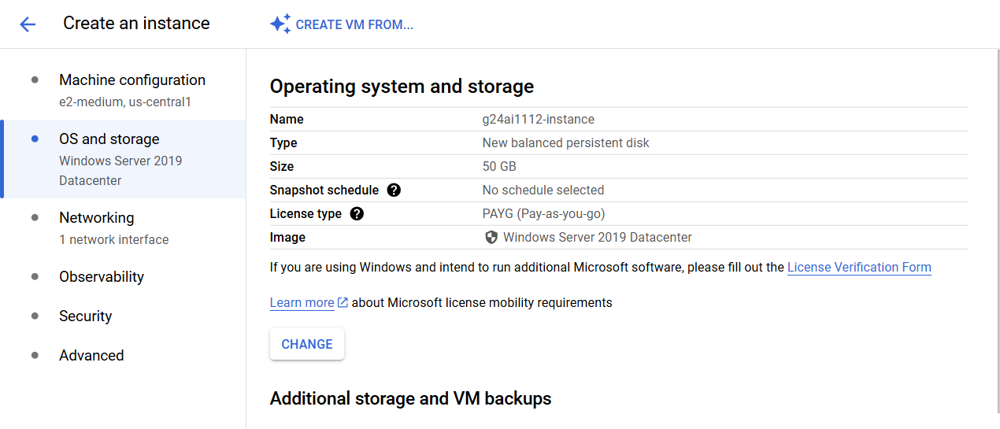 Create an instance
CREATE VM FROM...
Machine configuration
e2-medium, us-central1
OS and storage
Windows Server 2019
Datacenter
Networking
1 network interface
Observability
Security
Advanced
Operating system and storage
Name g24ai1112-instance
Type New balanced persistent disk
Size 50 GB
Snapshot schedule ? No schedule selected
License type ? PAYG (Pay-as-you-go)
Image Windows Server 2019 Datacenter
If you are using Windows and intend to run additional Microsoft software, please fill out the License Verification Form
Learn more about Microsoft license mobility requirements
CHANGE
Additional storage and VM backups